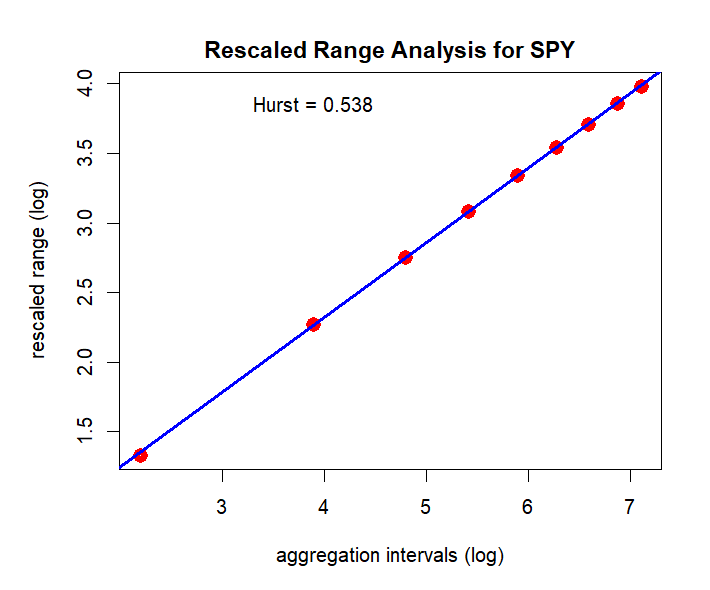 Rescaled Range Analysis for SPY
Hurst = 0.538
rescaled range (log)
4.0
3.5
3.0
2.5
2.0
1.5
3 4 5 6 7
aggregation intervals (log)